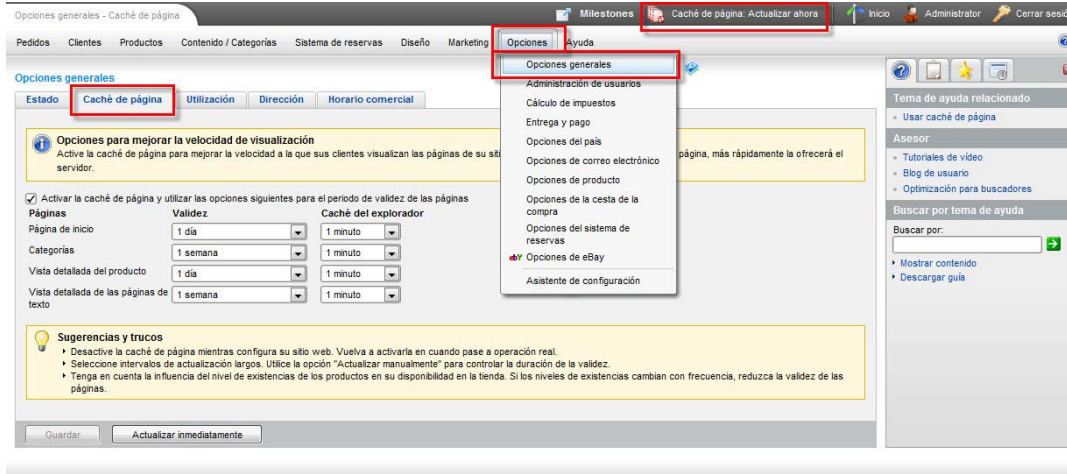 Opciones generales - Caché de página
Milestones
Caché de página: Actualizar ahora
Inicio
Administrator
Cerrar sesió
Pedidos Clientes Productos Contenido / Categorías Sistema de reservas Diseño Marketing Opciones Ayuda
Opciones generales
Administración de usuarios
Cálculo de impuestos
Entrega y pago
Opciones del país
Opciones de correo electrónico
Opciones de producto
Opciones de la cesta de la
compra
Opciones del sistema de
reservas
ebY Opciones de eBay
Asistente de configuración
Opciones generales
Estado Caché de página Utilización Dirección Horario comercial
Opciones para mejorar la velocidad de visualización
Active la caché de página para mejorar la velocidad a la que sus clientes visualizan las páginas de su siti página, más rápidamente la ofrecerá el
servidor.
Activar la caché de página y utilizar las opciones siguientes para el periodo de validez de las páginas
Páginas Validez Caché del explorador
Página de inicio 1 día 1 minuto
Categorías 1 semana 1 minuto
Vista detallada del producto 1 día 1 minuto
Vista detallada de las páginas de 1 semana 1 minuto
texto
Sugerencias y trucos
Desactive la caché de página mientras configura su sitio web. Vuelva a activarla en cuando pase a operación real.
Seleccione intervalos de actualización largos. Utilice la opción "Actualizar manualmente" para controlar la duración de la validez.
Tenga en cuenta la influencia del nivel de existencias de los productos en su disponibilidad en la tienda. Si los niveles de existencias cambian con frecuencia, reduzca la validez de las
páginas.
Guardar Actualizar inmediatamente
Tema de ayuda relacionado
Usar caché de página
Asesor
Tutoriales de vídeo
Blog de usuario
Optimización para buscadores
Buscar por tema de ayuda
Buscar por:
Mostrar contenido
Descargar guía